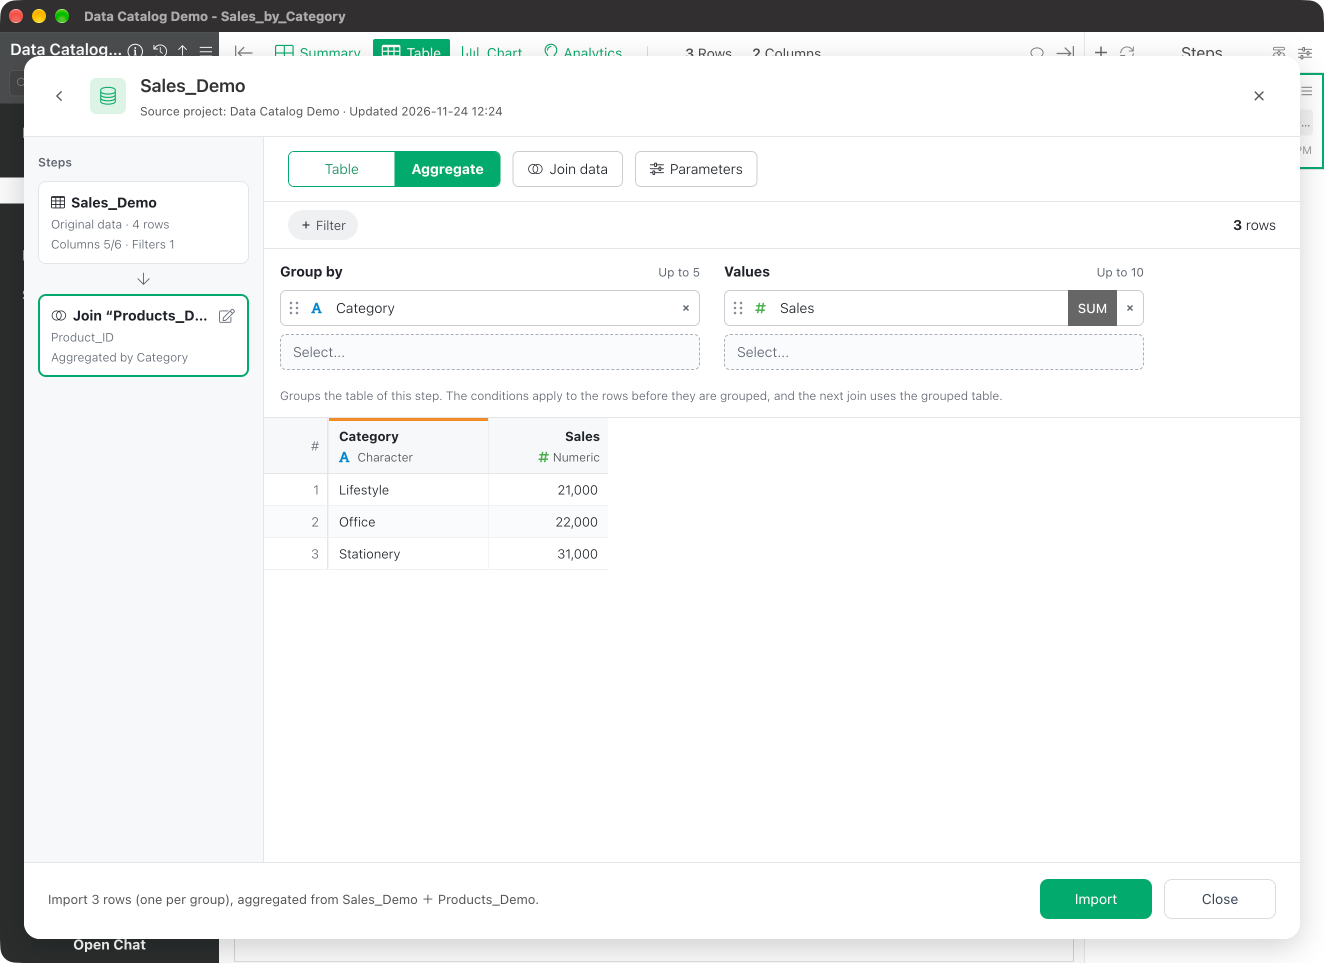 Data Catalog Demo - Sales_by_Category
Data Catalog...
Summary
Table
Chart
Analytics
3 Rows
2 Columns
Steps
Sales_Demo
Source project: Data Catalog Demo · Updated 2026-11-24 12:24
Steps
Sales_Demo
Original data · 4 rows
Columns 5/6 · Filters 1
Join “Products_D...
Product_ID
Aggregated by Category
Table
Aggregate
Join data
Parameters
+ Filter
3 rows
Group by
Up to 5
Values
Up to 10
A Category ×
# Sales SUM ×
Select...
Select...
Groups the table of this step. The conditions apply to the rows before they are grouped, and the next join uses the grouped table.
# Category Sales
A Character # Numeric
1 Lifestyle 21,000
2 Office 22,000
3 Stationery 31,000
Import 3 rows (one per group), aggregated from Sales_Demo + Products_Demo.
Import
Close
Open Chat